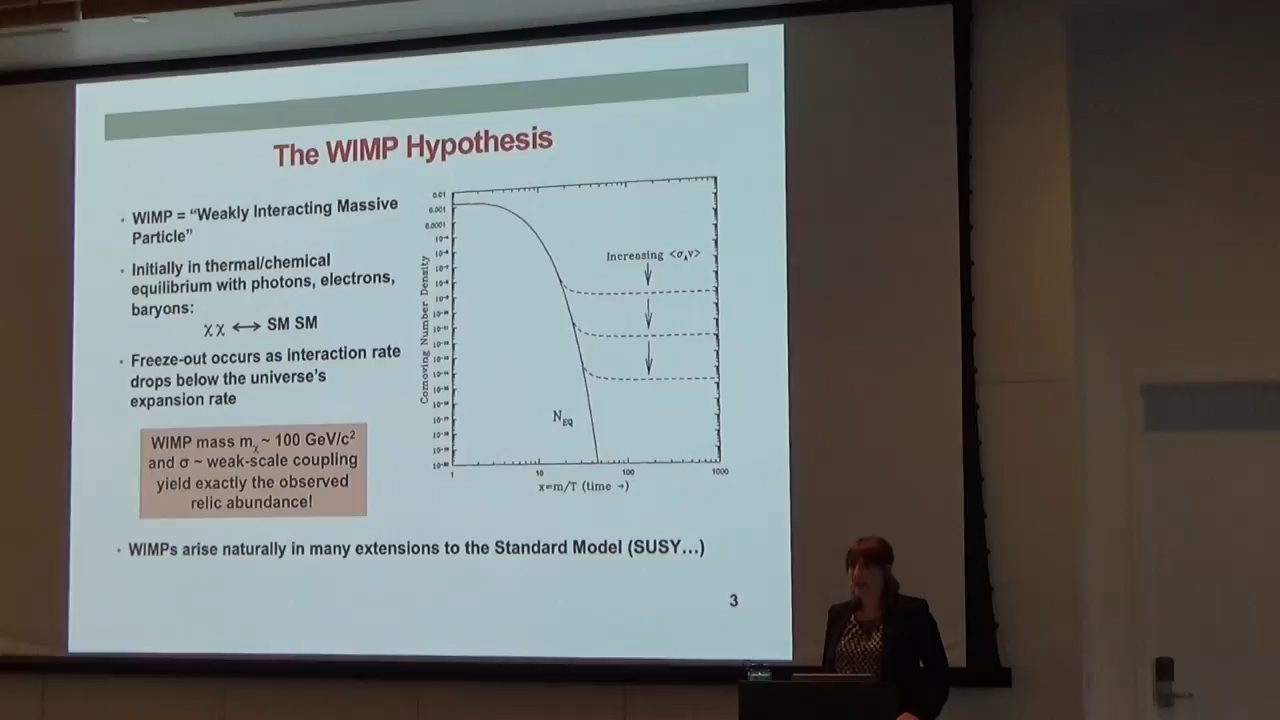 The WIMP Hypothesis
· WIMP = “Weakly Interacting Massive
Particle”
· Initially in thermal/chemical
equilibrium with photons, electrons,
baryons:
χχ ⟷ SM SM
· Freeze-out occurs as interaction rate
drops below the universe’s
expansion rate
WIMP mass mχ ~ 100 GeV/c²
and σ ~ weak-scale coupling
yield exactly the observed
relic abundance!
0.01
0.001
0.0001
Comoving Number Density
Increasing <σ_A v>
N_EQ
1
10
100
1000
x=m/T (time →)
· WIMPs arise naturally in many extensions to the Standard Model (SUSY…)
3